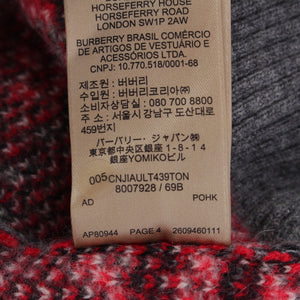 HORSEFERRY HOUSE
HORSEFERRY ROAD
LONDON SW1P 2AW
BURBERRY BRASIL COMÉRCIO
DE ARTIGOS DE VESTUÁRIO E
ACESSÓRIOS LTDA.
CNPJ: 10.770.518/0001-68
제조원 : 버버리
수입원 : 버버리코리아㈜
소비자상담실 : 080 700 8800
주소 : 서울시 강남구 도산대로
459번지
バーバリー・ジャパン㈱
東京都中央区銀座 1-8-14
銀座YOMIKOビル
005CNJIAULT439TON
8007928 / 69B
AD POHK
AP80944 PAGE 4 2609460111